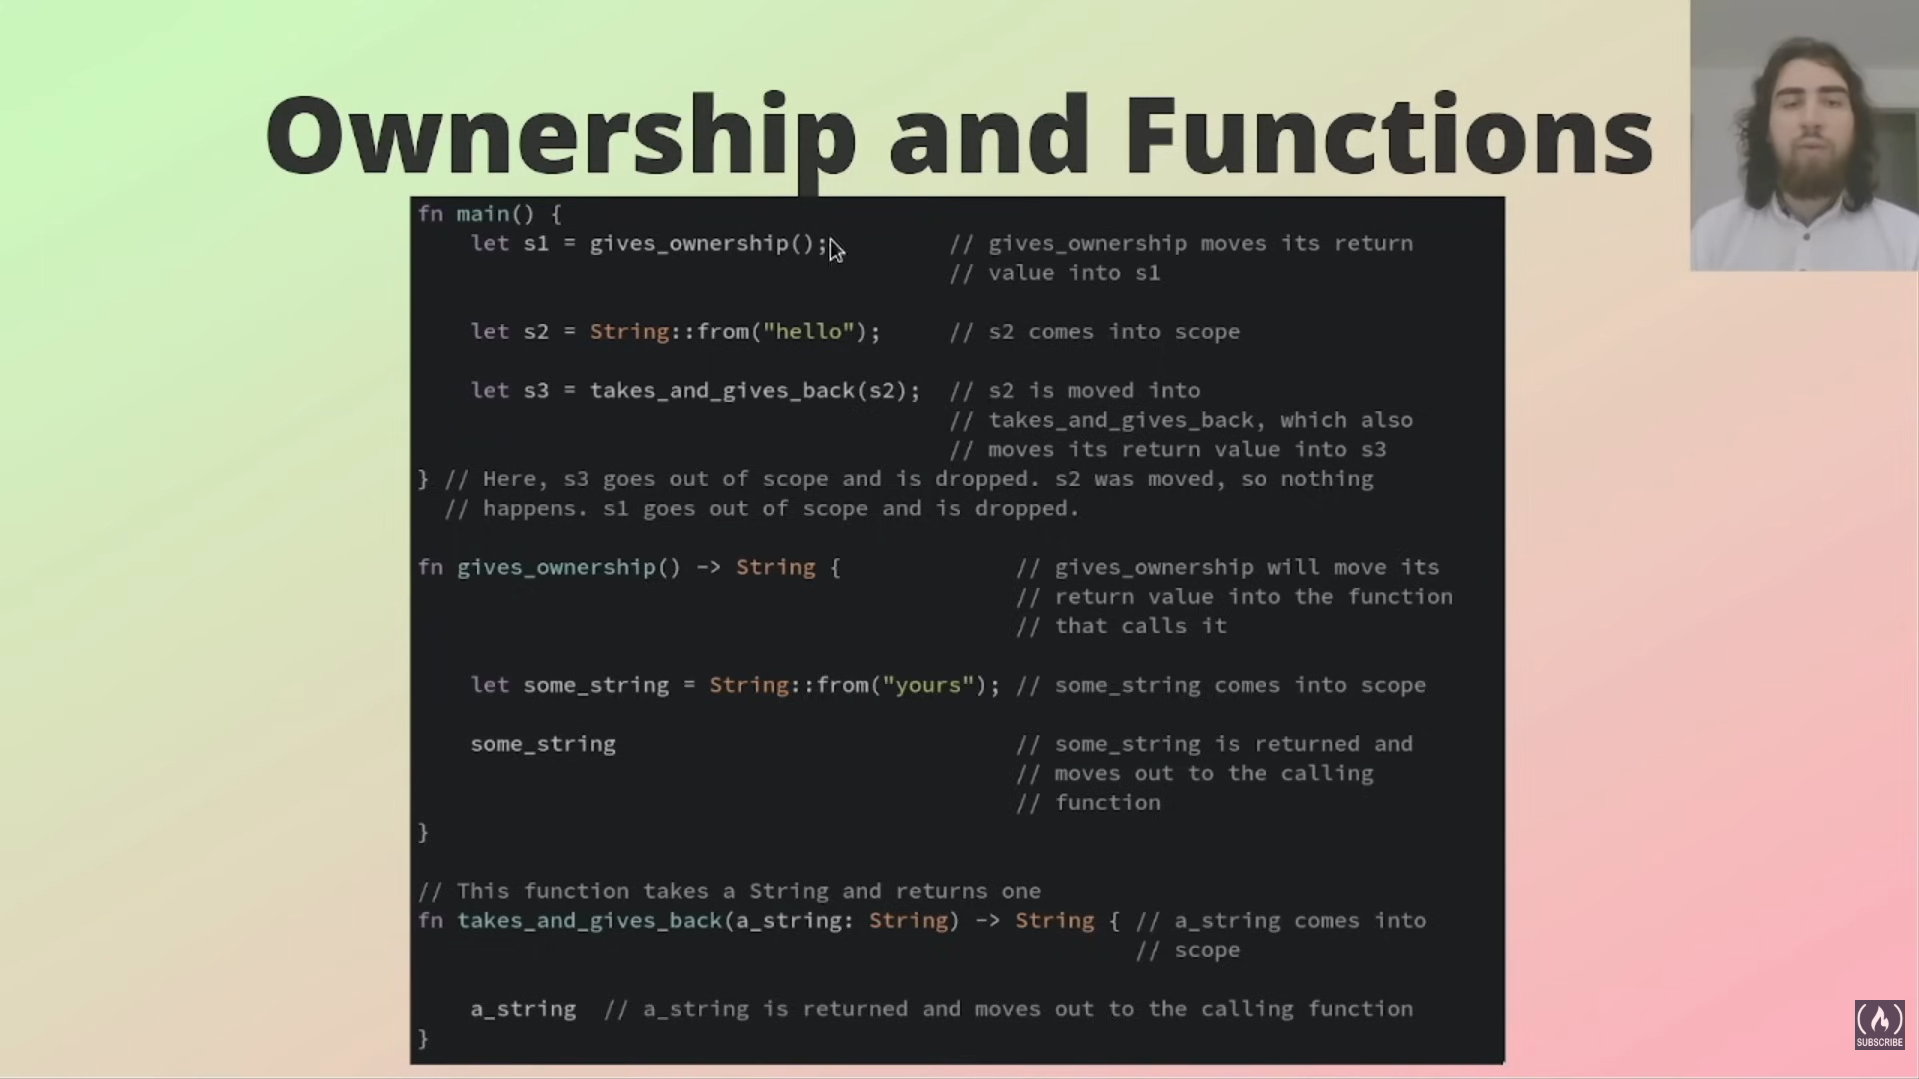 Ownership and Functions
fn main() {
    let s1 = gives_ownership();         // gives_ownership moves its return
                                        // value into s1
    let s2 = String::from("hello");     // s2 comes into scope
    let s3 = takes_and_gives_back(s2);  // s2 is moved into
                                        // takes_and_gives_back, which also
                                        // moves its return value into s3
} // Here, s3 goes out of scope and is dropped. s2 was moved, so nothing
  // happens. s1 goes out of scope and is dropped.
fn gives_ownership() -> String {             // gives_ownership will move its
                                             // return value into the function
                                             // that calls it
    let some_string = String::from("yours"); // some_string comes into scope
    some_string                              // some_string is returned and
                                             // moves out to the calling
                                             // function
}
// This function takes a String and returns one
fn takes_and_gives_back(a_string: String) -> String { // a_string comes into
                                                      // scope
    a_string  // a_string is returned and moves out to the calling function
}
SUBSCRIBE